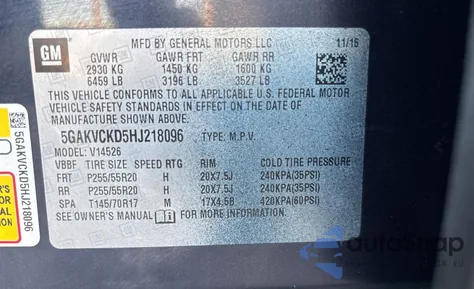 GM
MFD BY GENERAL MOTORS LLC 11/16
GVWR GAWR FRT GAWR RR
2930 KG 1450 KG 1600 KG
6459 LB 3196 LB 3527 LB
THIS VEHICLE CONFORMS TO ALL APPLICABLE U.S. FEDERAL MOTOR
VEHICLE SAFETY STANDARDS IN EFFECT ON THE DATE OF
MANUFACTURE SHOWN ABOVE.
5GAKVCKD5HJ218096 TYPE: M.P.V.
MODEL: V14526
VBBF TIRE SIZE SPEED RTG RIM COLD TIRE PRESSURE
FRT P255/55R20 H 20X7.5J 240KPA(35PSI)
RR P255/55R20 H 20X7.5J 240KPA(35PSI)
SPA T145/70R17 M 17X4.5B 420KPA(60PSI)
SEE OWNER'S MANUAL FOR MORE INFORMATION.
5GAKVCKD5HJ218096
AutoSnap